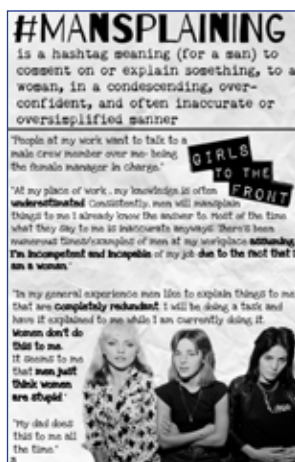 #MANSPLAINING
is a hashtag meaning (for a man) to
comment on or explain something, to a
woman, in a condescending, over-
confident, and often inaccurate or
oversimplified manner
"People at my work want to talk to a
male crew member over me- being
the female manager in charge."
GIRLS
TO THE
FRONT
"At my place of work , my knowledge is often
underestimated Consistently, men will mansplain
things to me I already know the answer to. Most of the time
what they say to me is inaccurate anyways. There's been
numerous times/examples of men at my workplace assuming
I'm incompetent and incapable of my job due to the fact that I
am a woman."
"In my general experience men like to explain things to me
that are completely redundant. I will be doing a task and
have it explained to me while I am currently doing it.
Women don't do
this to me.
It seems to me
that men just
think women
are stupid"
"My dad does
this to me all
the time."